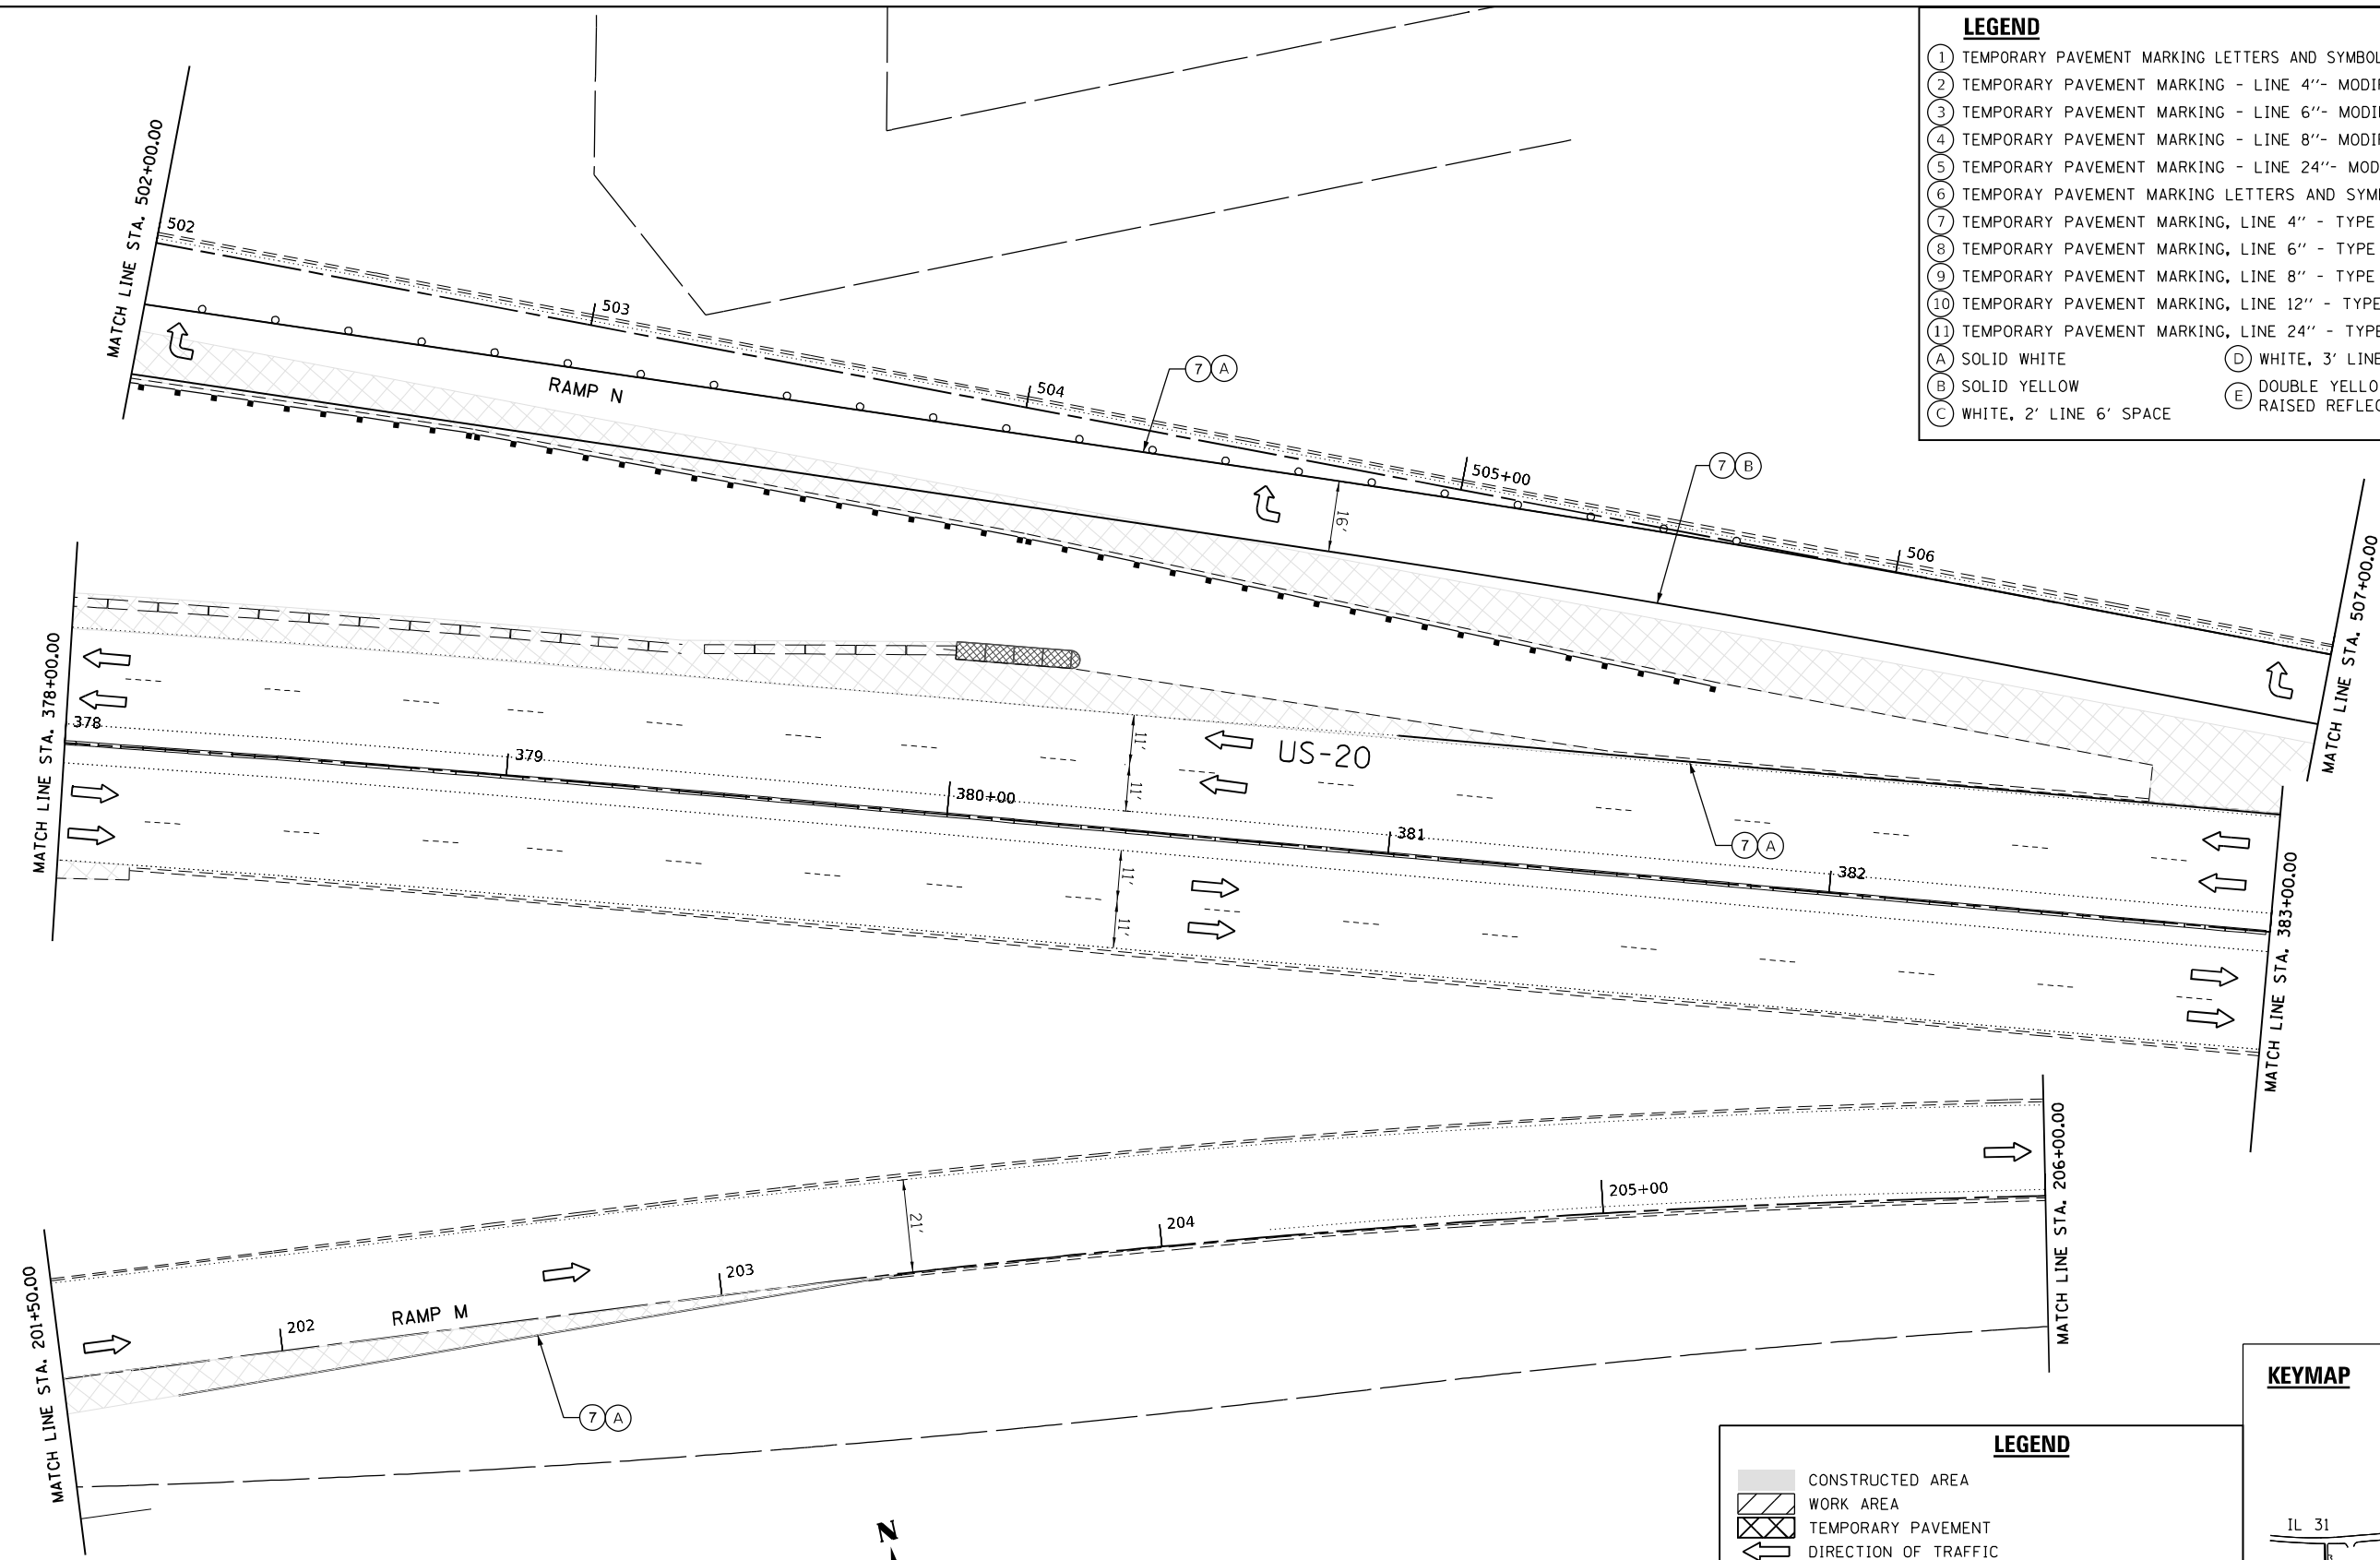 LEGEND
1 TEMPORARY PAVEMENT MARKING LETTERS AND SYMBOL
2 TEMPORARY PAVEMENT MARKING - LINE 4''- MODI
3 TEMPORARY PAVEMENT MARKING - LINE 6''- MODI
4 TEMPORARY PAVEMENT MARKING - LINE 8''- MODI
5 TEMPORARY PAVEMENT MARKING - LINE 24''- MOD
6 TEMPORAY PAVEMENT MARKING LETTERS AND SYM
7 TEMPORARY PAVEMENT MARKING, LINE 4'' - TYPE
8 TEMPORARY PAVEMENT MARKING, LINE 6'' - TYPE
9 TEMPORARY PAVEMENT MARKING, LINE 8'' - TYPE
10 TEMPORARY PAVEMENT MARKING, LINE 12'' - TYPE
11 TEMPORARY PAVEMENT MARKING, LINE 24'' - TYPE
A SOLID WHITE
D WHITE, 3' LINE
B SOLID YELLOW
E DOUBLE YELLO
RAISED REFLEC
C WHITE, 2' LINE 6' SPACE
MATCH LINE STA. 502+00.00
502
503
504
505+00
506
RAMP N
7 A
7 B
16'
MATCH LINE STA. 507+00.00
MATCH LINE STA. 378+00.00
378
379
380+00
381
382
US-20
11'
11'
11'
11'
7 A
MATCH LINE STA. 383+00.00
MATCH LINE STA. 201+50.00
202
203
204
205+00
RAMP M
21'
7 A
MATCH LINE STA. 206+00.00
N
LEGEND
CONSTRUCTED AREA
WORK AREA
TEMPORARY PAVEMENT
DIRECTION OF TRAFFIC
KEYMAP
IL 31